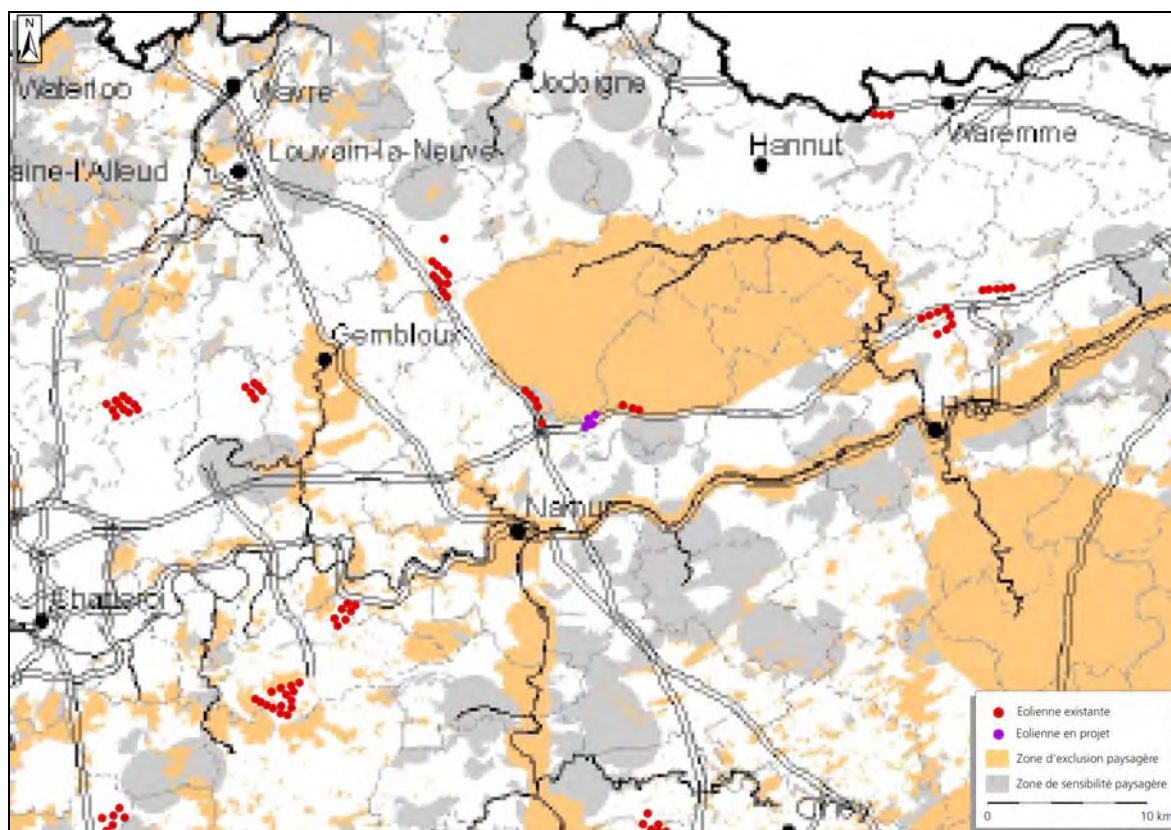 N
Waterloo
Wavre
Jodoigne
Waremme
Hannut
Louvain-la-Neuve
aine-l'Alleud
Gembloux
Huy
Namur
Charleroi
Eolienne existante
Eolienne en projet
Zone d'exclusion paysagère
Zone de sensibilité paysagère
0 10 km